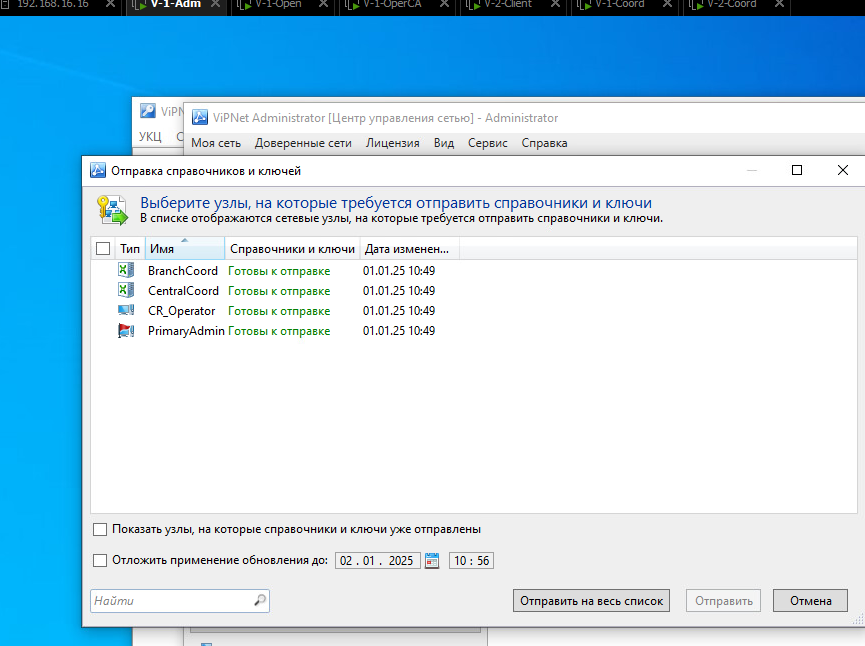 192.168.16.16 V-1-Adm V-1-Open V-1-OperCA V-2-Client V-1-Coord V-2-Coord
ViPNet Administrator [Центр управления сетью] - Administrator
УКЦ
Моя сеть Доверенные сети Лицензия Вид Сервис Справка
Отправка справочников и ключей
Выберите узлы, на которые требуется отправить справочники и ключи
В списке отображаются сетевые узлы, на которые требуется отправить справочники и ключи.
Тип Имя Справочники и ключи Дата изменен...
BranchCoord Готовы к отправке 01.01.25 10:49
CentralCoord Готовы к отправке 01.01.25 10:49
CR_Operator Готовы к отправке 01.01.25 10:49
PrimaryAdmin Готовы к отправке 01.01.25 10:49
Показать узлы, на которые справочники и ключи уже отправлены
Отложить применение обновления до: 02 . 01 . 2025 10 : 56
Найти Отправить на весь список Отправить Отмена